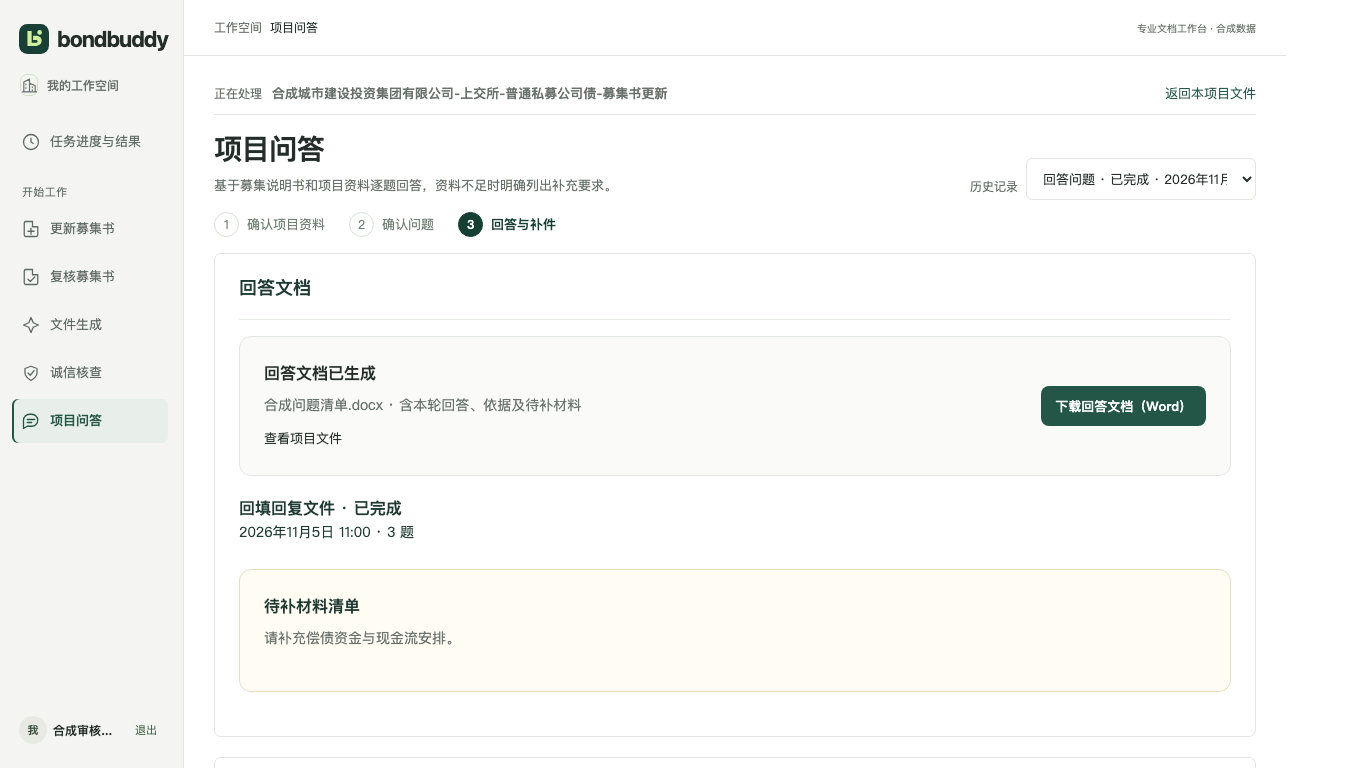 bondbuddy
我的工作空间
任务进度与结果
开始工作
更新募集书
复核募集书
文件生成
诚信核查
项目问答
我 合成审核... 退出
工作空间 项目问答
专业文档工作台 · 合成数据
正在处理 合成城市建设投资集团有限公司-上交所-普通私募公司债-募集书更新
返回本项目文件
项目问答
基于募集说明书和项目资料逐题回答，资料不足时明确列出补充要求。
历史记录 回答问题 · 已完成 · 2026年11月
1 确认项目资料 2 确认问题 3 回答与补件
回答文档
回答文档已生成
合成问题清单.docx · 含本轮回答、依据及待补材料
查看项目文件
下载回答文档（Word）
回填回复文件 · 已完成
2026年11月5日 11:00 · 3 题
待补材料清单
请补充偿债资金与现金流安排。